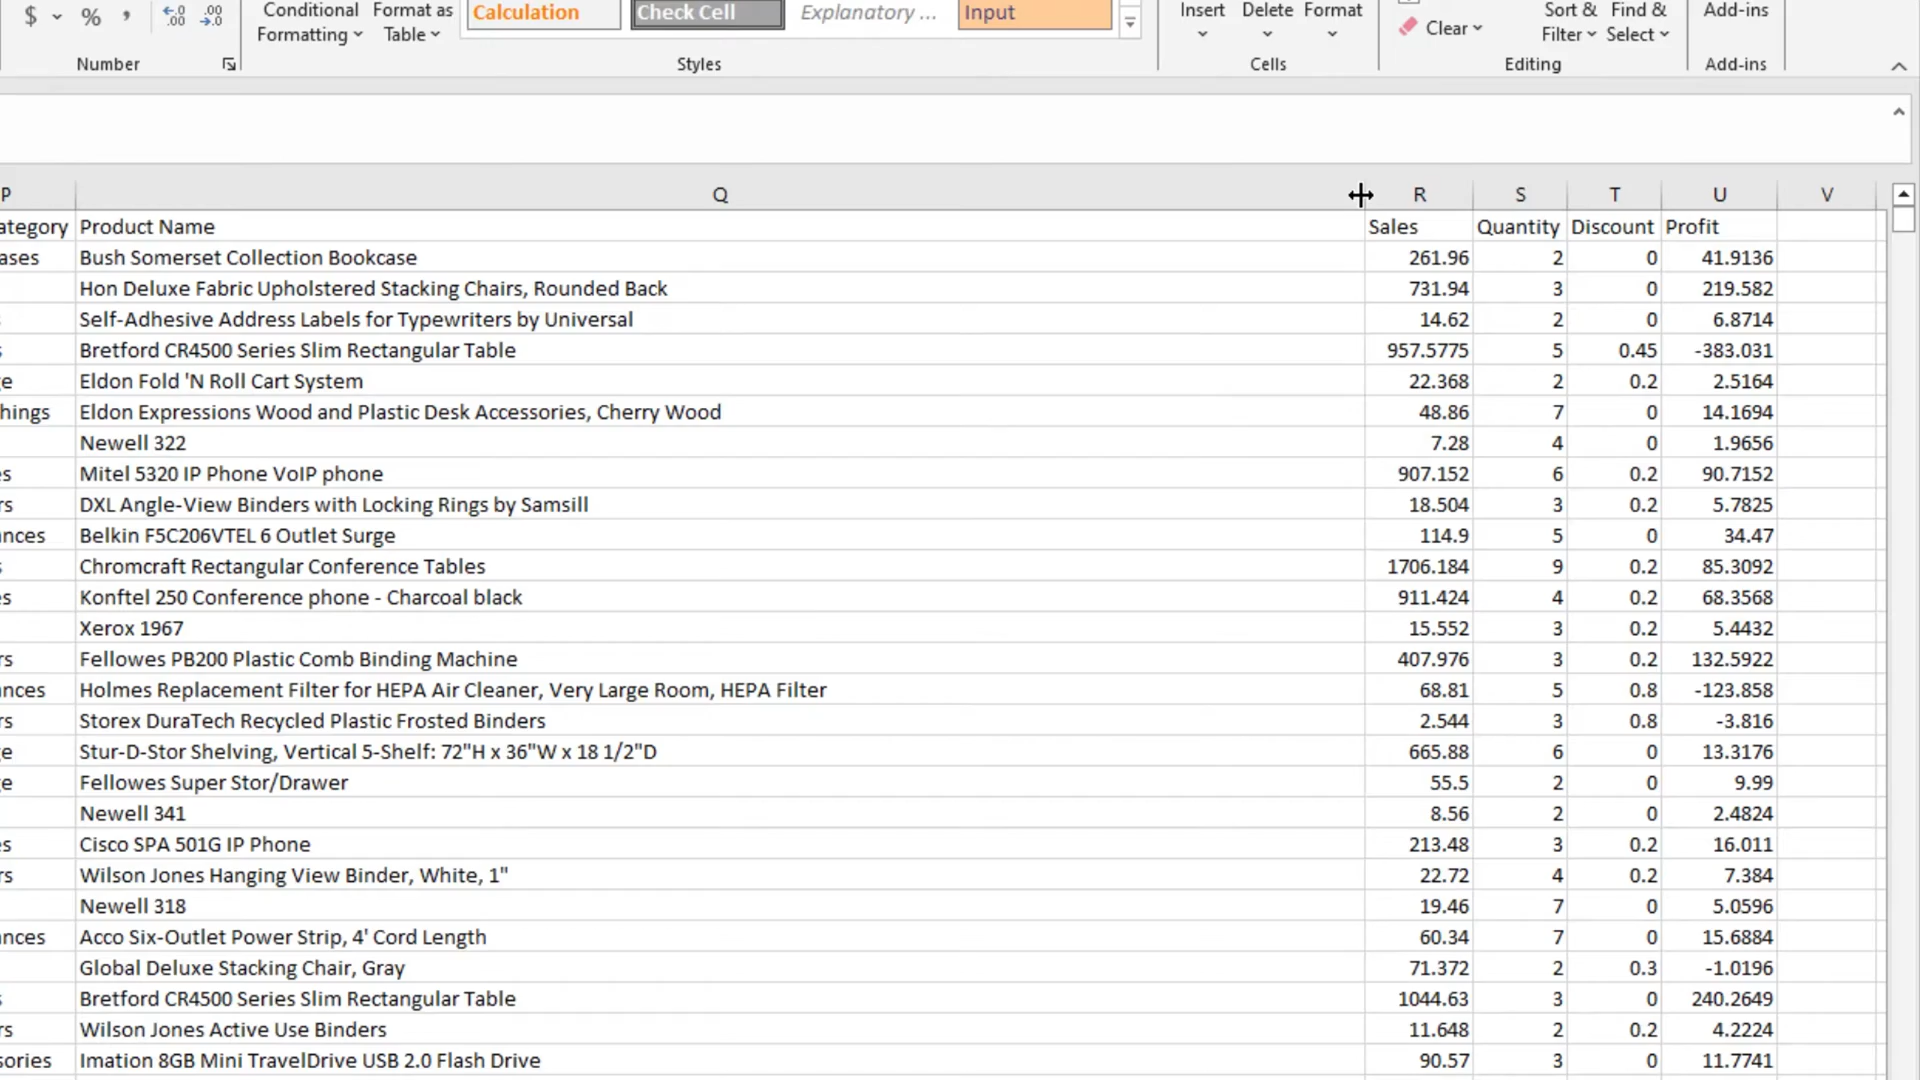 $ % , .00 .00
Conditional Formatting Format as Table
Calculation Check Cell Explanatory ... Input
Insert Delete Format
Clear
Sort & Filter Find & Select
Add-ins
Number Styles Cells Editing Add-ins
P Q R S T U V
ategory Product Name Sales Quantity Discount Profit
ases Bush Somerset Collection Bookcase 261.96 2 0 41.9136
Hon Deluxe Fabric Upholstered Stacking Chairs, Rounded Back 731.94 3 0 219.582
s Self-Adhesive Address Labels for Typewriters by Universal 14.62 2 0 6.8714
s Bretford CR4500 Series Slim Rectangular Table 957.5775 5 0.45 -383.031
ge Eldon Fold 'N Roll Cart System 22.368 2 0.2 2.5164
hings Eldon Expressions Wood and Plastic Desk Accessories, Cherry Wood 48.86 7 0 14.1694
Newell 322 7.28 4 0 1.9656
es Mitel 5320 IP Phone VoIP phone 907.152 6 0.2 90.7152
rs DXL Angle-View Binders with Locking Rings by Samsill 18.504 3 0.2 5.7825
ances Belkin F5C206VTEL 6 Outlet Surge 114.9 5 0 34.47
s Chromcraft Rectangular Conference Tables 1706.184 9 0.2 85.3092
es Konftel 250 Conference phone - Charcoal black 911.424 4 0.2 68.3568
Xerox 1967 15.552 3 0.2 5.4432
rs Fellowes PB200 Plastic Comb Binding Machine 407.976 3 0.2 132.5922
ances Holmes Replacement Filter for HEPA Air Cleaner, Very Large Room, HEPA Filter 68.81 5 0.8 -123.858
rs Storex DuraTech Recycled Plastic Frosted Binders 2.544 3 0.8 -3.816
ge Stur-D-Stor Shelving, Vertical 5-Shelf: 72"H x 36"W x 18 1/2"D 665.88 6 0 13.3176
ge Fellowes Super Stor/Drawer 55.5 2 0 9.99
Newell 341 8.56 2 0 2.4824
es Cisco SPA 501G IP Phone 213.48 3 0.2 16.011
rs Wilson Jones Hanging View Binder, White, 1" 22.72 4 0.2 7.384
Newell 318 19.46 7 0 5.0596
nces Acco Six-Outlet Power Strip, 4' Cord Length 60.34 7 0 15.6884
Global Deluxe Stacking Chair, Gray 71.372 2 0.3 -1.0196
s Bretford CR4500 Series Slim Rectangular Table 1044.63 3 0 240.2649
rs Wilson Jones Active Use Binders 11.648 2 0.2 4.2224
sories Imation 8GB Mini TravelDrive USB 2.0 Flash Drive 90.57 3 0 11.7741